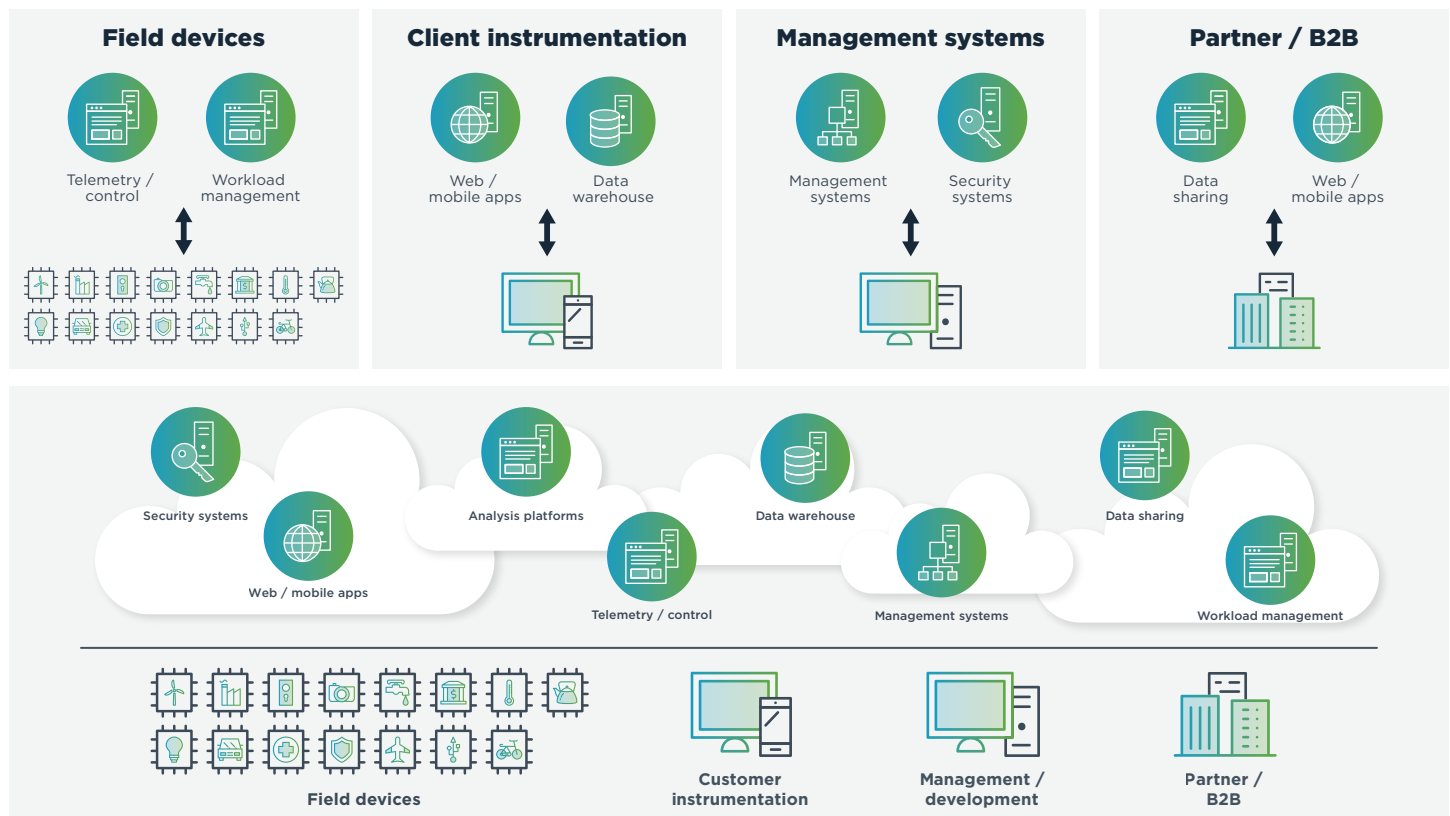 Field devices
Telemetry /
control
Workload
management
Client instrumentation
Web /
mobile apps
Data
warehouse
Management systems
Management
systems
Security
systems
Partner / B2B
Data
sharing
Web /
mobile apps
$
Security systems
Web / mobile apps
Analysis platforms
Telemetry / control
Data warehouse
Management systems
Data sharing
Workload management
$
Field devices
Customer
instrumentation
Management /
development
Partner /
B2B